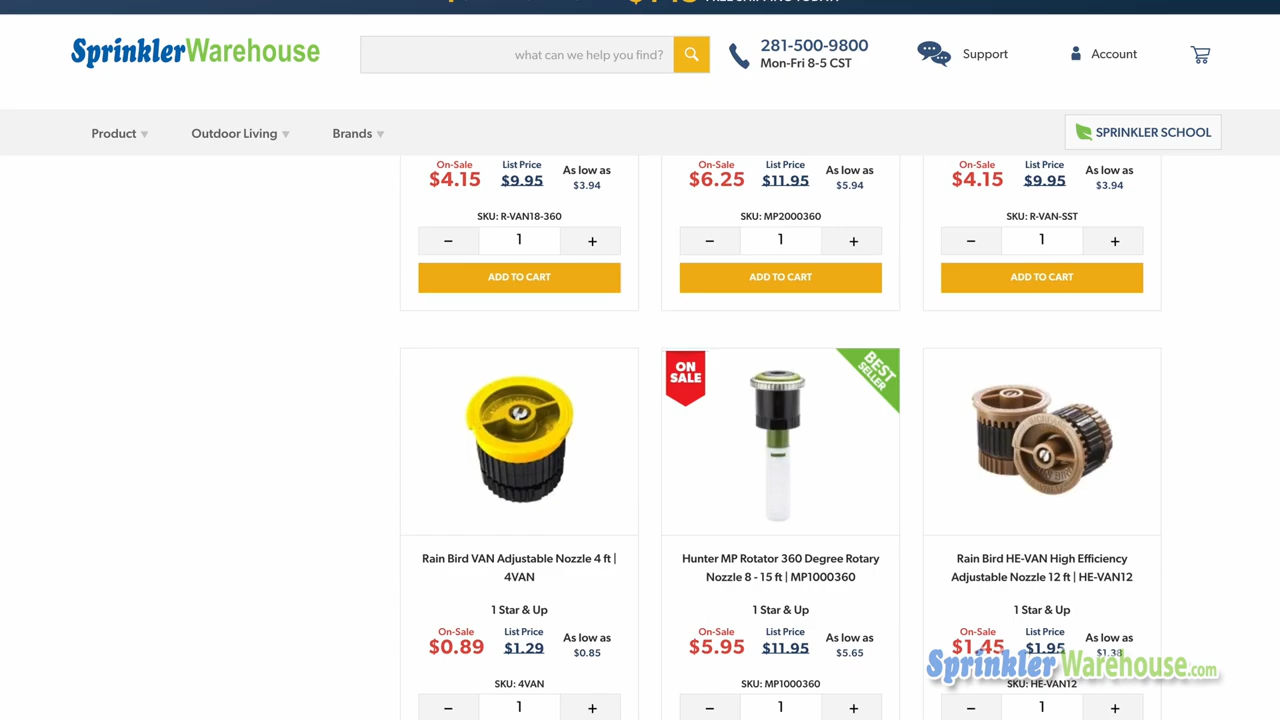 FREE SHIPPING TODAY
SprinklerWarehouse
what can we help you find?
281-500-9800
Mon-Fri 8-5 CST
Support
Account
Product
Outdoor Living
Brands
SPRINKLER SCHOOL
On-Sale List Price As low as
$4.15 $9.95 $3.94
SKU: R-VAN18-360
− 1 +
ADD TO CART
On-Sale List Price As low as
$6.25 $11.95 $5.94
SKU: MP2000360
− 1 +
ADD TO CART
On-Sale List Price As low as
$4.15 $9.95 $3.94
SKU: R-VAN-SST
− 1 +
ADD TO CART
Rain Bird VAN Adjustable Nozzle 4 ft |
4VAN
1 Star & Up
On-Sale List Price As low as
$0.89 $1.29 $0.85
SKU: 4VAN
− 1 +
ON
SALE
BEST
SELLER
Hunter MP Rotator 360 Degree Rotary
Nozzle 8 - 15 ft | MP1000360
1 Star & Up
On-Sale List Price As low as
$5.95 $11.95 $5.65
SKU: MP1000360
− 1 +
Rain Bird HE-VAN High Efficiency
Adjustable Nozzle 12 ft | HE-VAN12
1 Star & Up
On-Sale List Price As low as
$1.45 $1.95 $1.38
SKU: HE-VAN12
− 1 +
SprinklerWarehouse.com